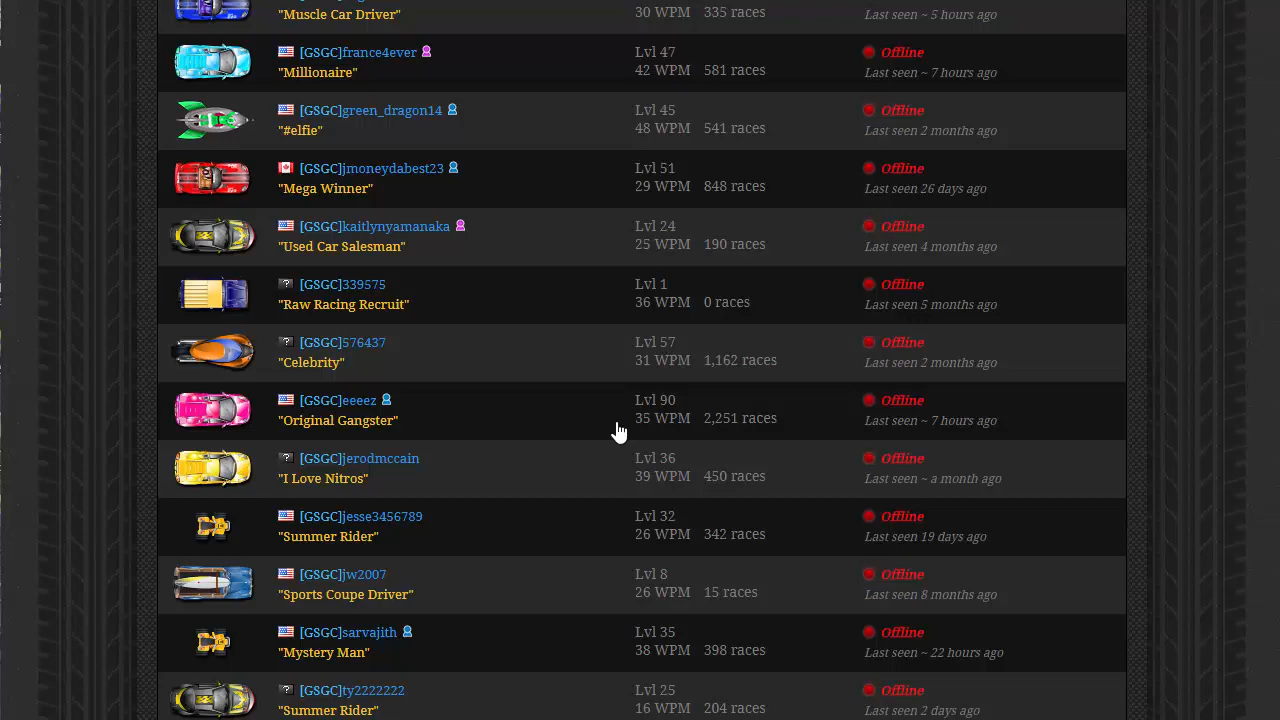 "Muscle Car Driver"
30 WPM 335 races
Last seen ~ 5 hours ago
[GSGC]france4ever
"Millionaire"
Lvl 47
42 WPM 581 races
Offline
Last seen ~ 7 hours ago
[GSGC]green_dragon14
"#elfie"
Lvl 45
48 WPM 541 races
Offline
Last seen 2 months ago
[GSGC]jmoneydabest23
"Mega Winner"
Lvl 51
29 WPM 848 races
Offline
Last seen 26 days ago
[GSGC]kaitlynyamanaka
"Used Car Salesman"
Lvl 24
25 WPM 190 races
Offline
Last seen 4 months ago
? [GSGC]339575
"Raw Racing Recruit"
Lvl 1
36 WPM 0 races
Offline
Last seen 5 months ago
? [GSGC]576437
"Celebrity"
Lvl 57
31 WPM 1,162 races
Offline
Last seen 2 months ago
[GSGC]eeeez
"Original Gangster"
Lvl 90
35 WPM 2,251 races
Offline
Last seen ~ 7 hours ago
? [GSGC]jerodmccain
"I Love Nitros"
Lvl 36
39 WPM 450 races
Offline
Last seen ~ a month ago
[GSGC]jesse3456789
"Summer Rider"
Lvl 32
26 WPM 342 races
Offline
Last seen 19 days ago
[GSGC]jw2007
"Sports Coupe Driver"
Lvl 8
26 WPM 15 races
Offline
Last seen 8 months ago
[GSGC]sarvajith
"Mystery Man"
Lvl 35
38 WPM 398 races
Offline
Last seen ~ 22 hours ago
? [GSGC]ty2222222
"Summer Rider"
Lvl 25
16 WPM 204 races
Offline
Last seen 2 days ago